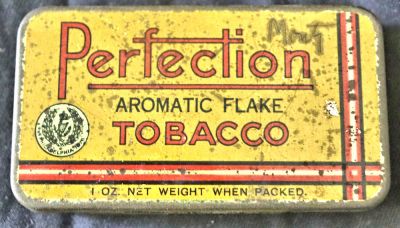 Perfection
AROMATIC FLAKE
TOBACCO
1 OZ. NET WEIGHT WHEN PACKED.